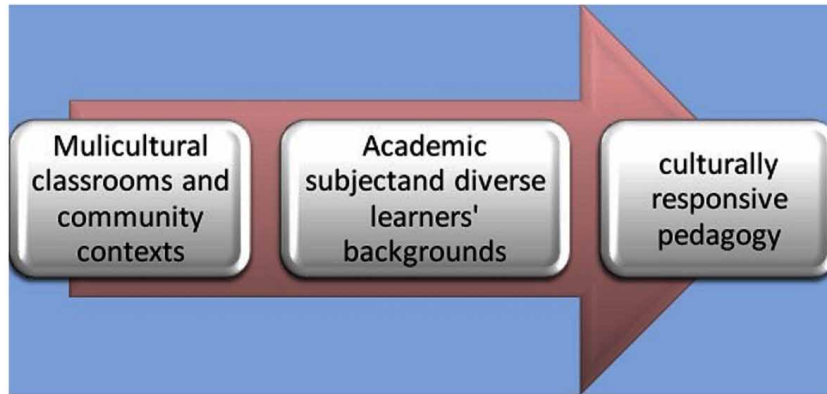 Mulicultural
classrooms and
community
contexts
Academic
subjectand diverse
learners'
backgrounds
culturally
responsive
pedagogy